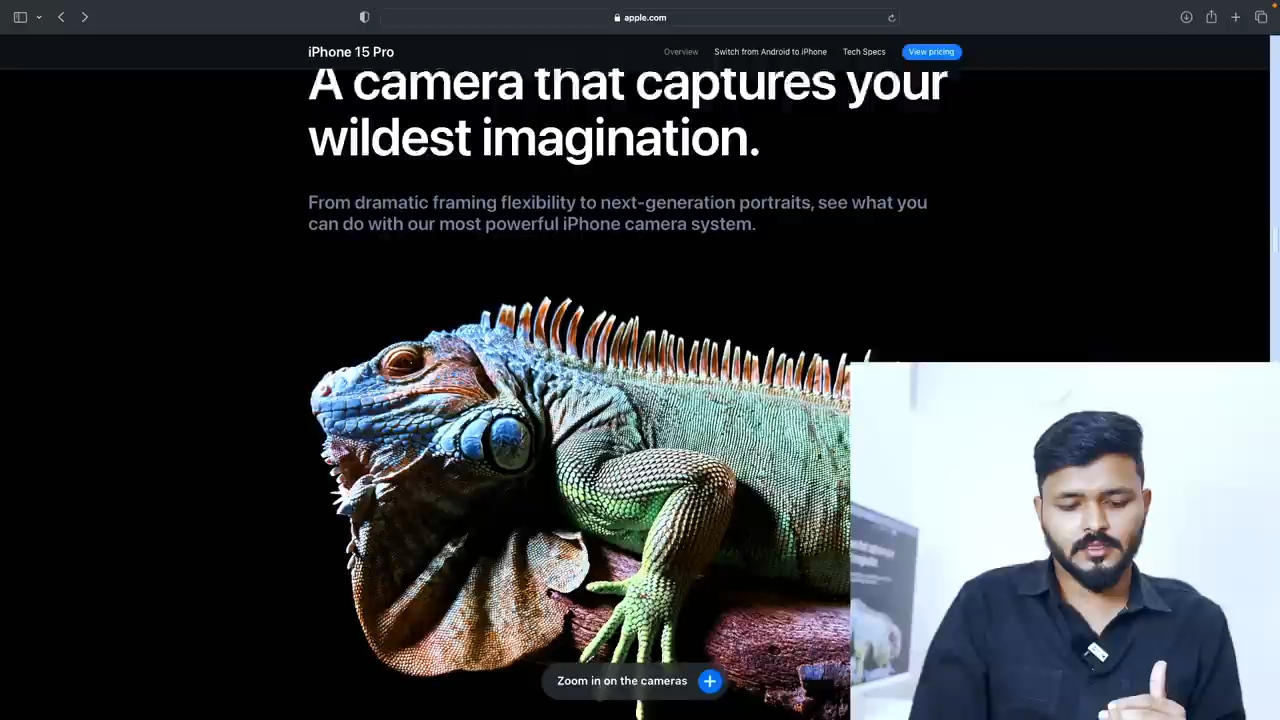 apple.com
iPhone 15 Pro
Overview
Switch from Android to iPhone
Tech Specs
View pricing
A camera that captures your
wildest imagination.
From dramatic framing flexibility to next-generation portraits, see what you
can do with our most powerful iPhone camera system.
Zoom in on the cameras